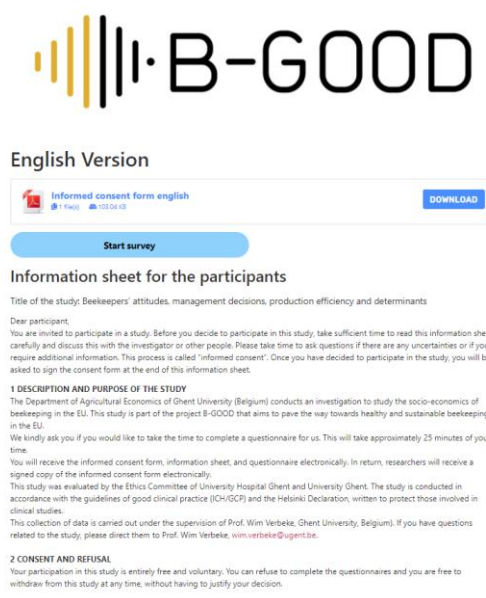 B-GOOD
English Version
Informed consent form english
1 file(s) 103.04 KB
DOWNLOAD
Start survey
Information sheet for the participants
Title of the study: Beekeepers' attitudes, management decisions, production efficiency and determinants
Dear participant,
You are invited to participate in a study. Before you decide to participate in this study, take sufficient time to read this information she
carefully and discuss this with the investigator or other people. Please take time to ask questions if there are any uncertainties or if you
require additional information. This process is called "informed consent". Once you have decided to participate in the study, you will b
asked to sign the consent form at the end of this information sheet.
1 DESCRIPTION AND PURPOSE OF THE STUDY
The Department of Agricultural Economics of Ghent University (Belgium) conducts an investigation to study the socio-economics of
beekeeping in the EU. This study is part of the project B-GOOD that aims to pave the way towards healthy and sustainable beekeeping
in the EU.
We kindly ask you if you would like to take the time to complete a questionnaire for us. This will take approximately 25 minutes of you
time.
You will receive the informed consent form, information sheet, and questionnaire electronically. In return, researchers will receive a
signed copy of the informed consent form electronically.
This study was evaluated by the Ethics Committee of University Hospital Ghent and University Ghent. The study is conducted in
accordance with the guidelines of good clinical practice (ICH/GCP) and the Helsinki Declaration, written to protect those involved in
clinical studies.
This collection of data is carried out under the supervision of Prof. Wim Verbeke, Ghent University, Belgium). If you have questions
related to the study, please direct them to Prof. Wim Verbeke, wim.verbeke@ugent.be.
2 CONSENT AND REFUSAL
Your participation in this study is entirely free and voluntary. You can refuse to complete the questionnaires and you are free to
withdraw from this study at any time, without having to justify your decision.